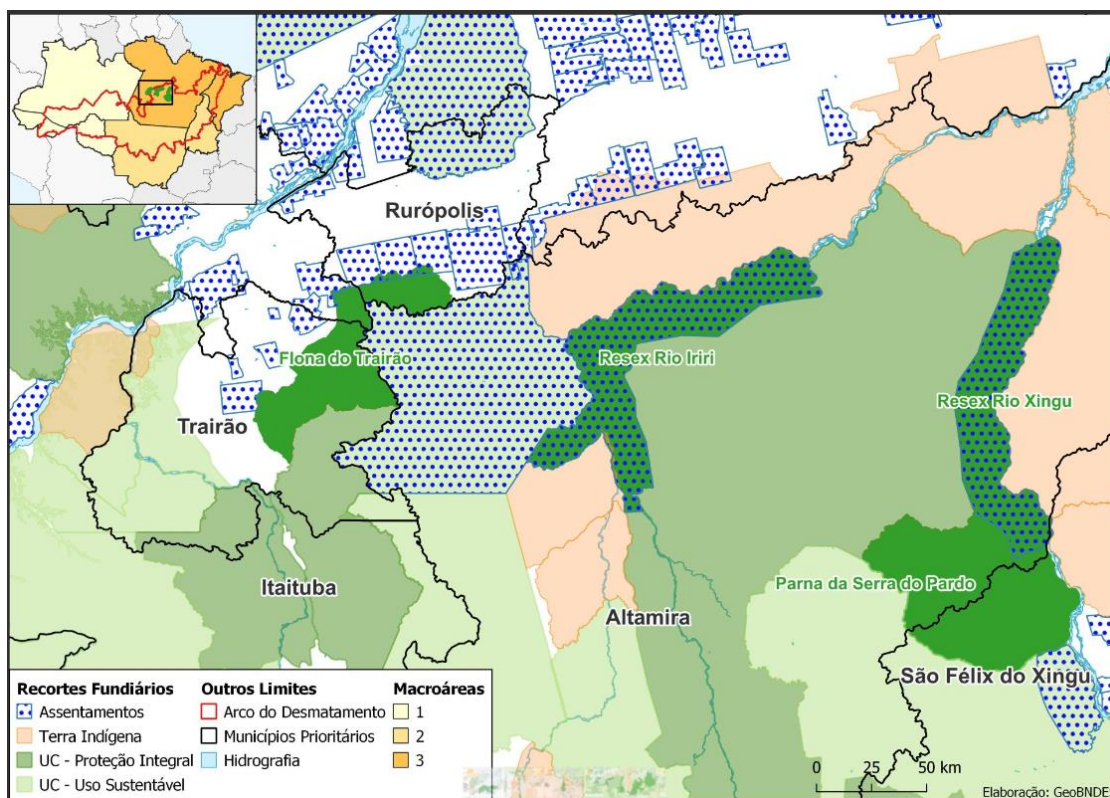 Rurópolis
Flona do Trairão
Resex Rio Iriri
Resex Rio Xingu
Trairão
Parna da Serra do Pardo
Itaituba
Altamira
São Félix do Xingu
Recortes Fundiários
Assentamentos
Terra Indígena
UC - Proteção Integral
UC - Uso Sustentável
Outros Limites
Arco do Desmatamento
Municípios Prioritários
Hidrografia
Macroáreas
1
2
3
0 25 50 km
Elaboração: GeoBNDE